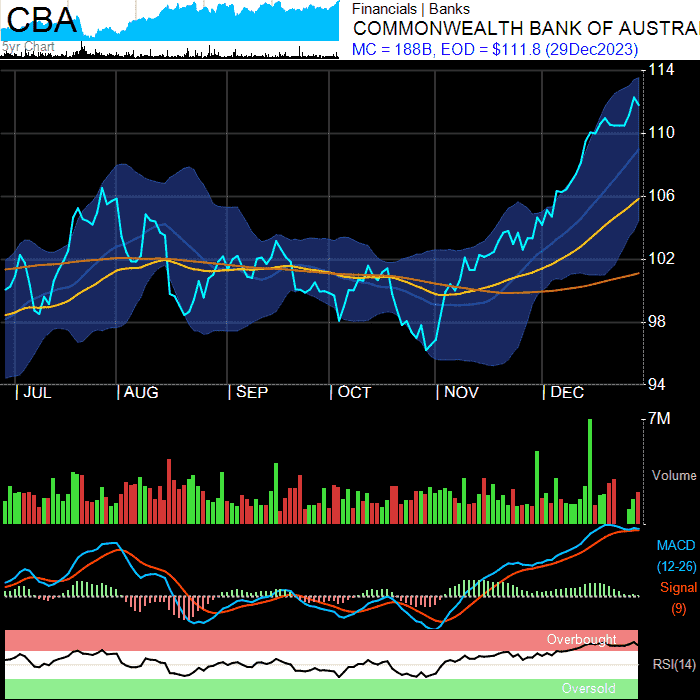 CBA
5yr Chart
Financials | Banks
COMMONWEALTH BANK OF AUSTRA
MC = 188B, EOD = $111.8 (29Dec2023)
114
110
106
102
98
94
| JUL | AUG | SEP | OCT | NOV | DEC
7M
Volume
MACD
(12-26)
Signal
(9)
Overbought
RSI(14)
Oversold